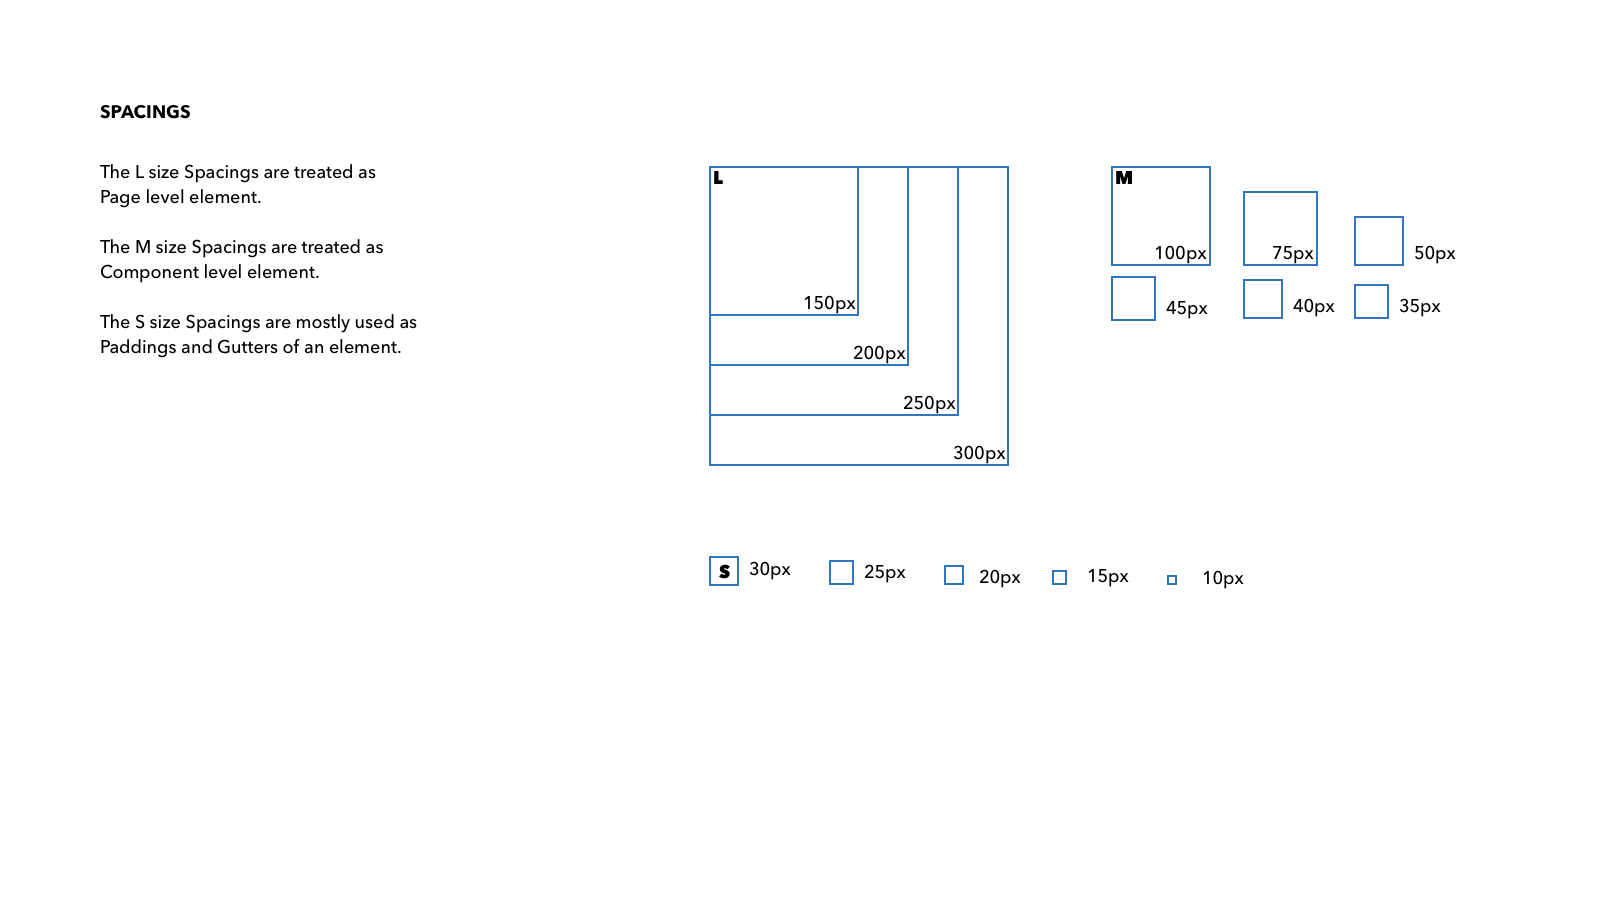 SPACINGS
The L size Spacings are treated as
Page level element.
The M size Spacings are treated as
Component level element.
The S size Spacings are mostly used as
Paddings and Gutters of an element.
L
150px
200px
250px
300px
M
100px
75px
50px
45px
40px
35px
S
30px
25px
20px
15px
10px